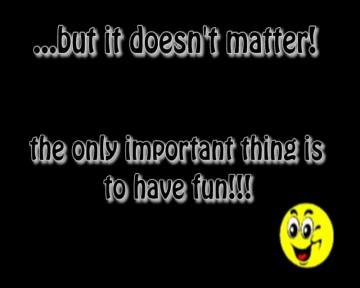 ...but it doesn't matter!
the only important thing is
to have fun!!!